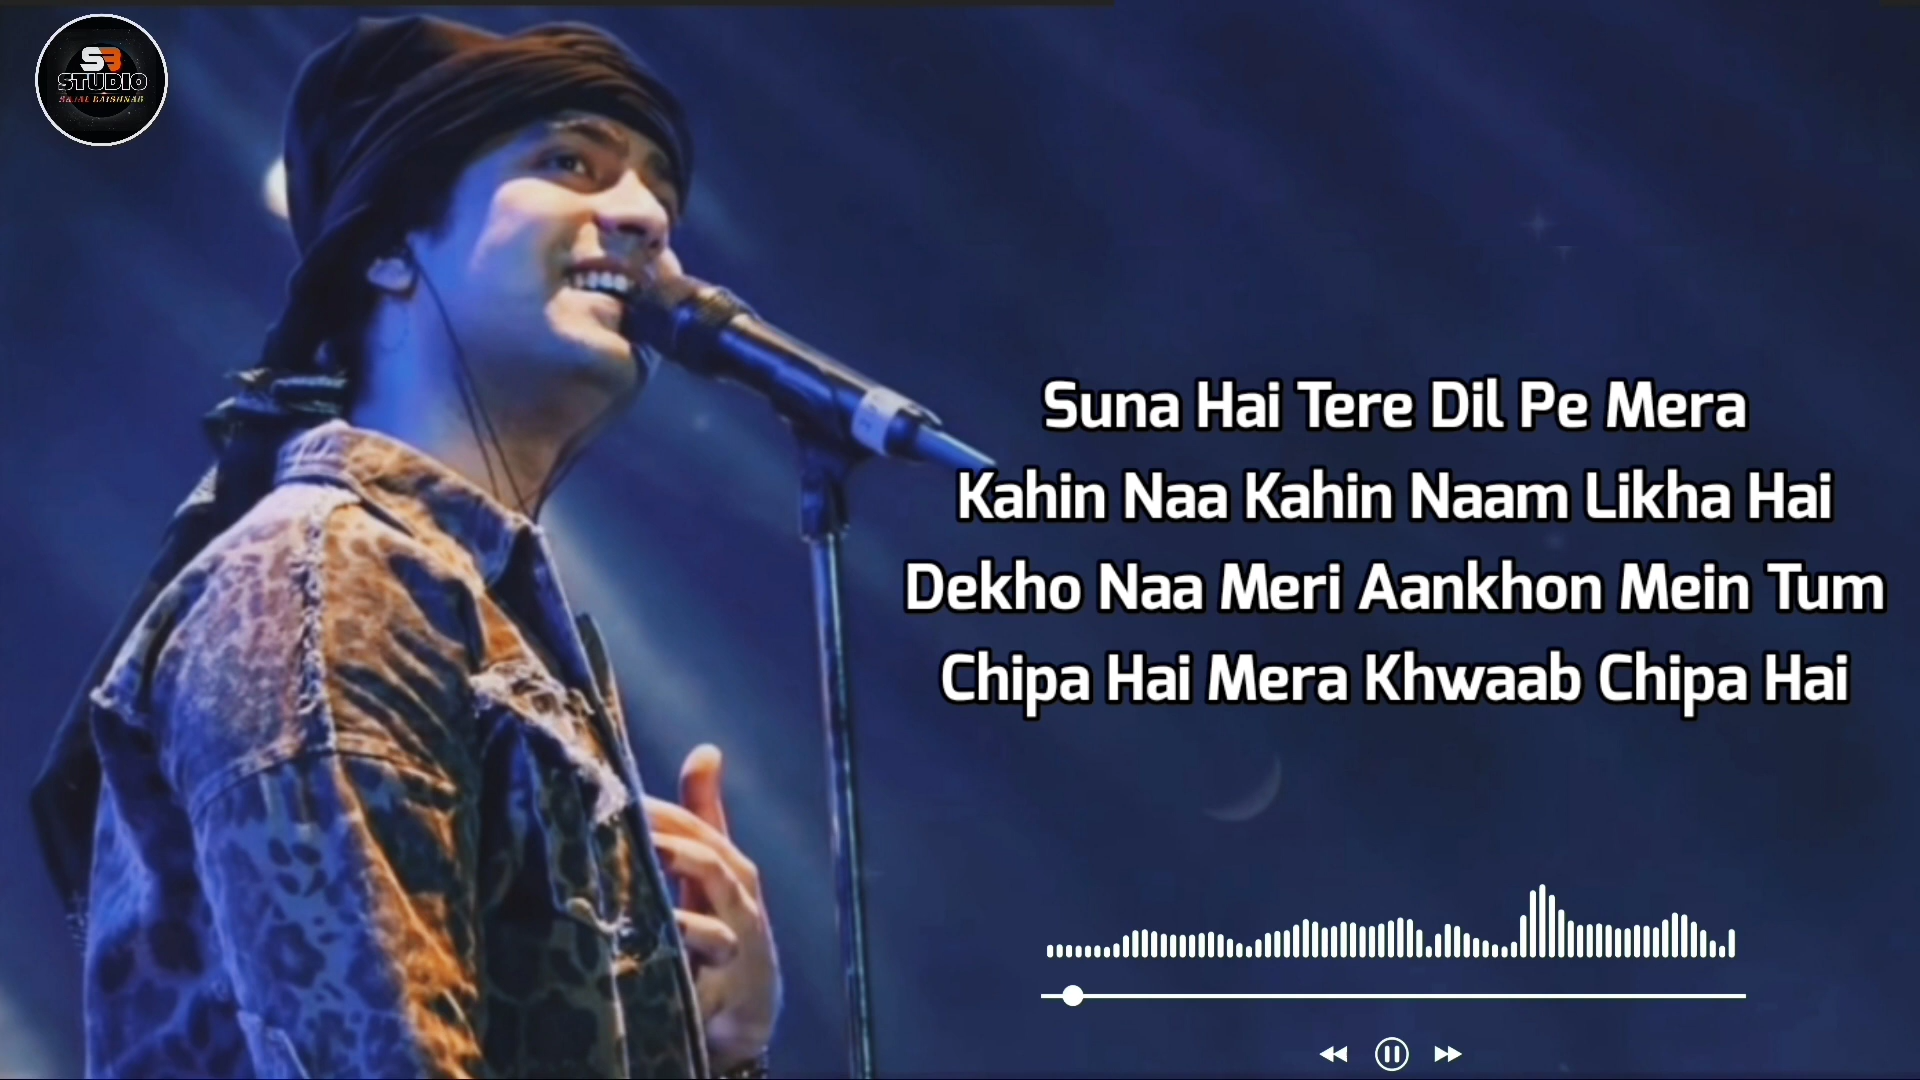 SB
STUDIO
Suna Hai Tere Dil Pe Mera
Kahin Naa Kahin Naam Likha Hai
Dekho Naa Meri Aankhon Mein Tum
Chipa Hai Mera Khwaab Chipa Hai